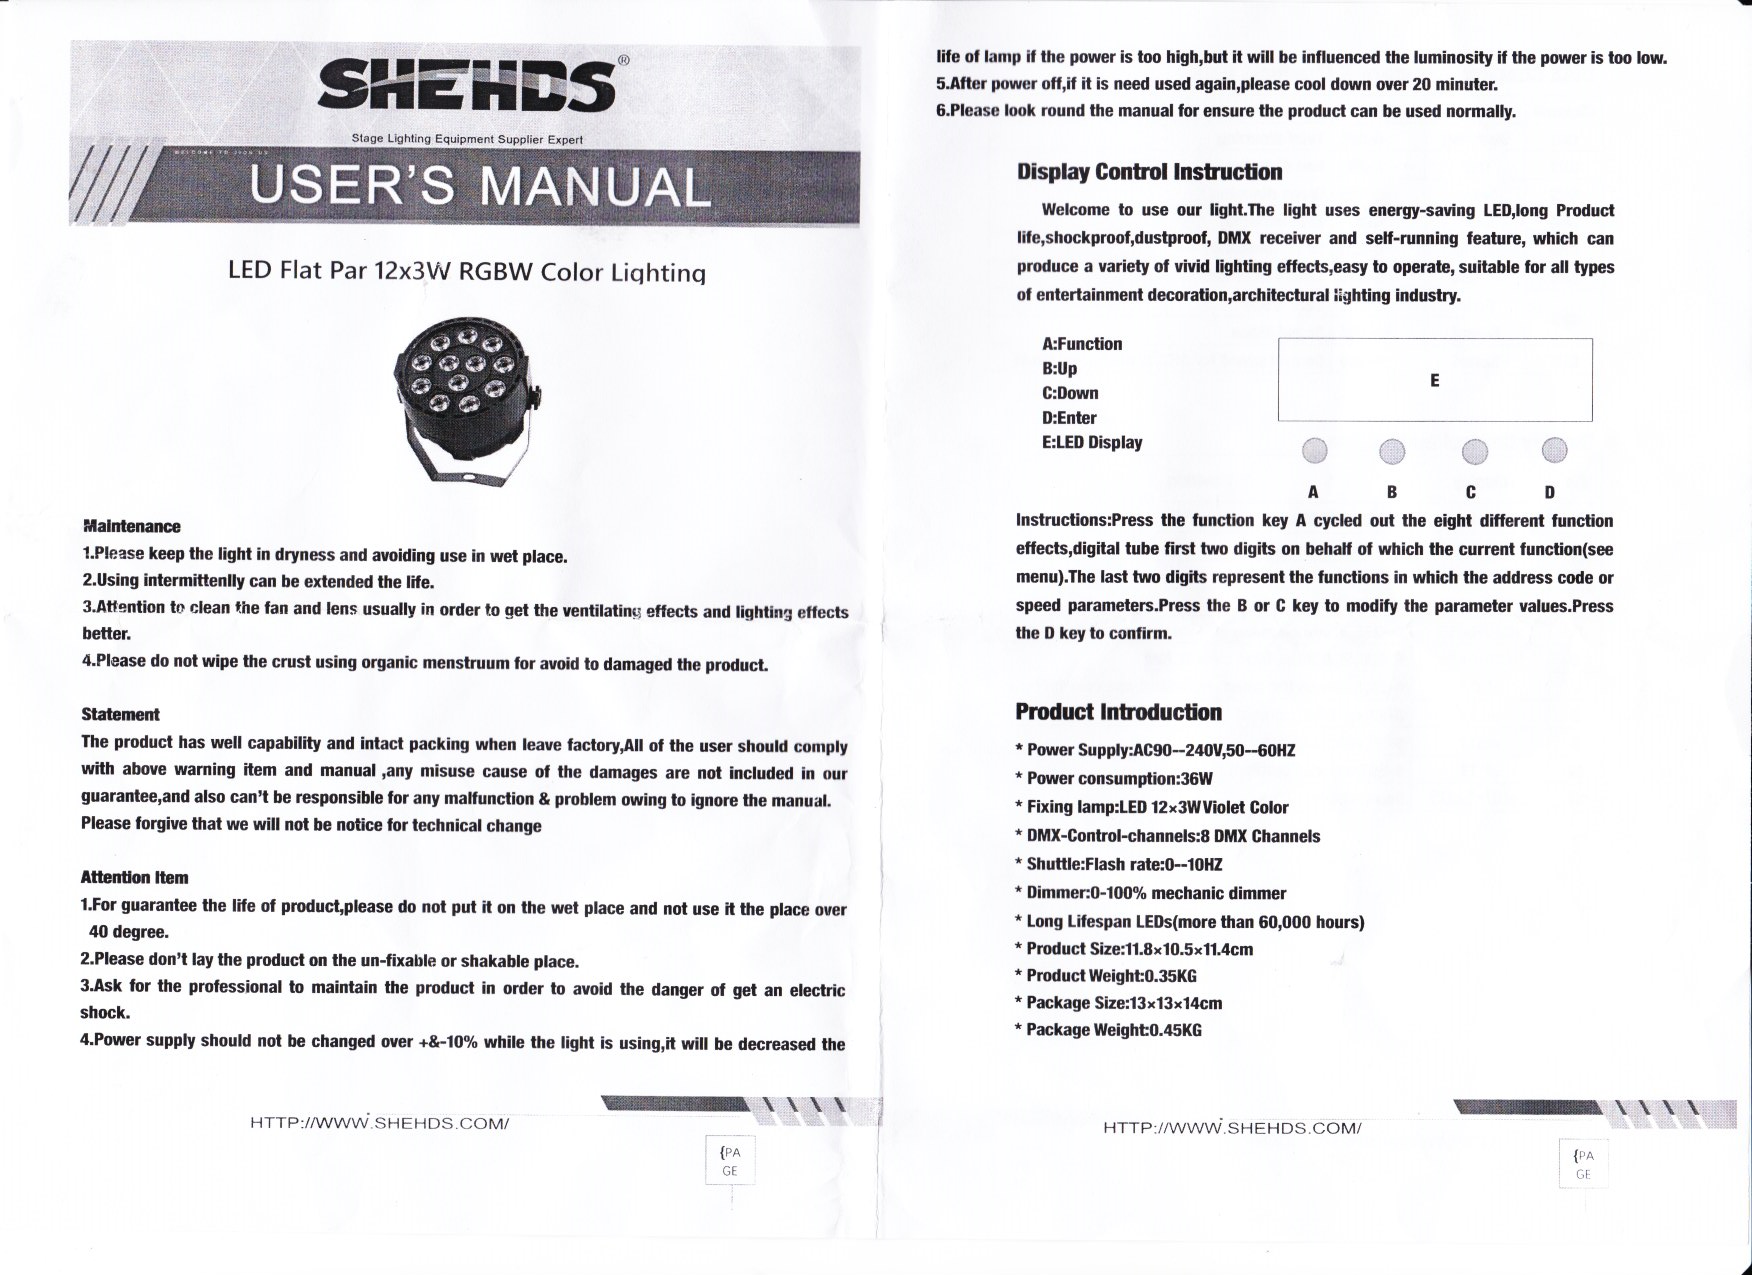 SHEHDS®
Stage Lighting Equipment Supplier Expert
WELCOME TO JOIN US
USER'S MANUAL
LED Flat Par 12x3W RGBW Color Lighting
Maintenance
1.Please keep the light in dryness and avoiding use in wet place.
2.Using intermittenlly can be extended the life.
3.Attention to clean the fan and lens usually in order to get the ventilating effects and lighting effects
better.
4.Please do not wipe the crust using organic menstruum for avoid to damaged the product.
Statement
The product has well capability and intact packing when leave factory,All of the user should comply
with above warning item and manual ,any misuse cause of the damages are not included in our
guarantee,and also can't be responsible for any malfunction & problem owing to ignore the manual.
Please forgive that we will not be notice for technical change
Attention Item
1.For guarantee the life of product,please do not put it on the wet place and not use it the place over
40 degree.
2.Please don't lay the product on the un-fixable or shakable place.
3.Ask for the professional to maintain the product in order to avoid the danger of get an electric
shock.
4.Power supply should not be changed over +&-10% while the light is using,it will be decreased the
HTTP://WWW.SHEHDS.COM/
{PA
GE
life of lamp if the power is too high,but it will be influenced the luminosity if the power is too low.
5.After power off,if it is need used again,please cool down over 20 minuter.
6.Please look round the manual for ensure the product can be used normally.
Display Control Instruction
Welcome to use our light.The light uses energy-saving LED,long Product
life,shockproof,dustproof, DMX receiver and self-running feature, which can
produce a variety of vivid lighting effects,easy to operate, suitable for all types
of entertainment decoration,architectural lighting industry.
A:Function
B:Up
C:Down
D:Enter
E:LED Display
E
A B C D
Instructions:Press the function key A cycled out the eight different function
effects,digital tube first two digits on behalf of which the current function(see
menu).The last two digits represent the functions in which the address code or
speed parameters.Press the B or C key to modify the parameter values.Press
the D key to confirm.
Product Introduction
* Power Supply:AC90--240V,50--60HZ
* Power consumption:36W
* Fixing lamp:LED 12×3W Violet Color
* DMX-Control-channels:8 DMX Channels
* Shuttle:Flash rate:0--10HZ
* Dimmer:0-100% mechanic dimmer
* Long Lifespan LEDs(more than 60,000 hours)
* Product Size:11.8×10.5×11.4cm
* Product Weight:0.35KG
* Package Size:13×13×14cm
* Package Weight:0.45KG
HTTP://WWW.SHEHDS.COM/
{PA
GE